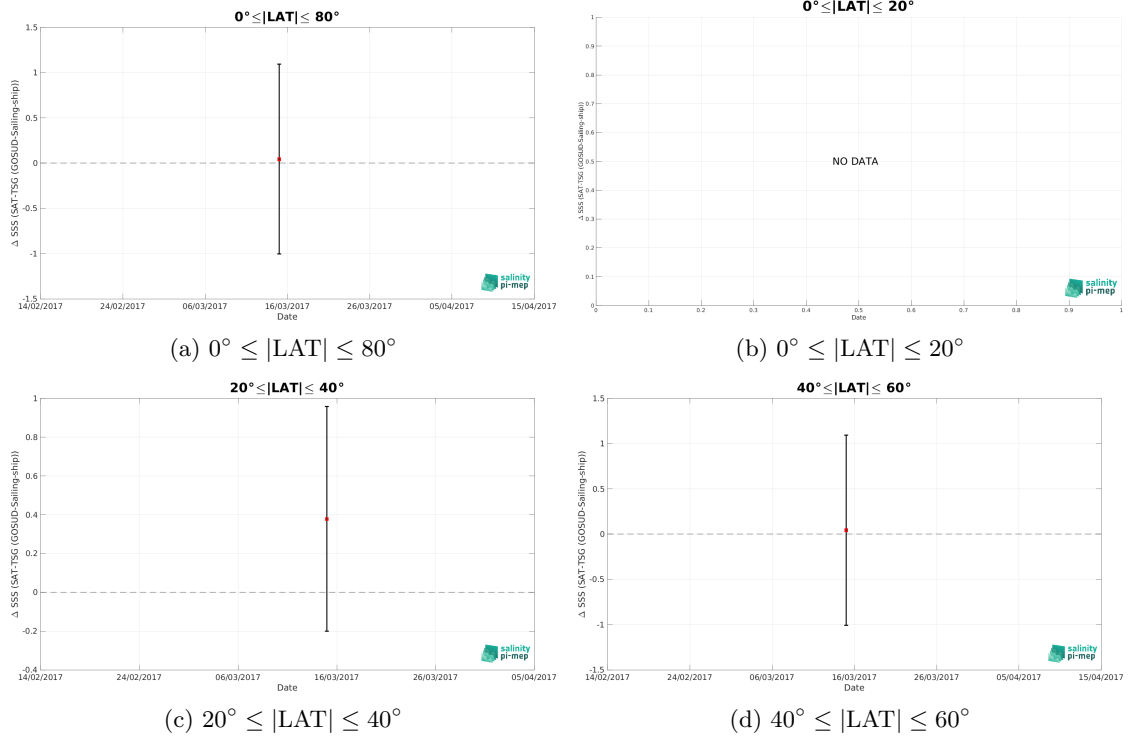 0°≤|LAT|≤ 80°
Δ SSS (SAT-TSG (GOSUD-Sailing-ship))
1.5
1
0.5
0
-0.5
-1
-1.5
14/02/2017 24/02/2017 06/03/2017 16/03/2017 26/03/2017 05/04/2017 15/04/2017
Date
salinity
pi-mep
(a) 0° ≤ |LAT| ≤ 80°
0°≤|LAT|≤ 20°
Δ SSS (SAT-TSG (GOSUD-Sailing-ship))
1
0.9
0.8
0.7
0.6
0.5
0.4
0.3
0.2
0.1
0
NO DATA
0 0.1 0.2 0.3 0.4 0.5 0.6 0.7 0.8 0.9 1
Date
salinity
pi-mep
(b) 0° ≤ |LAT| ≤ 20°
20°≤|LAT|≤ 40°
Δ SSS (SAT-TSG (GOSUD-Sailing-ship))
1
0.8
0.6
0.4
0.2
0
-0.2
-0.4
14/02/2017 24/02/2017 06/03/2017 16/03/2017 26/03/2017 05/04/2017
Date
salinity
pi-mep
(c) 20° ≤ |LAT| ≤ 40°
40°≤|LAT|≤ 60°
Δ SSS (SAT-TSG (GOSUD-Sailing-ship))
1.5
1
0.5
0
-0.5
-1
-1.5
14/02/2017 24/02/2017 06/03/2017 16/03/2017 26/03/2017 05/04/2017 15/04/2017
Date
salinity
pi-mep
(d) 40° ≤ |LAT| ≤ 60°